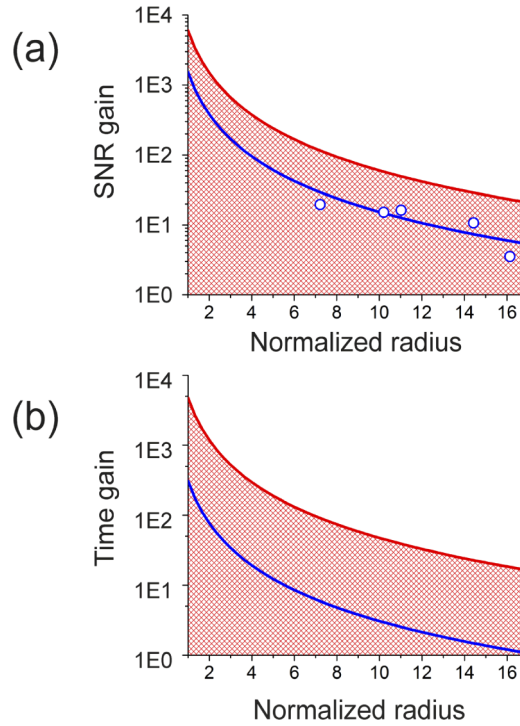 (a)
SNR gain
1E4
1E3
1E2
1E1
1E0
2 4 6 8 10 12 14 16
Normalized radius
(b)
Time gain
1E4
1E3
1E2
1E1
1E0
2 4 6 8 10 12 14 16
Normalized radius